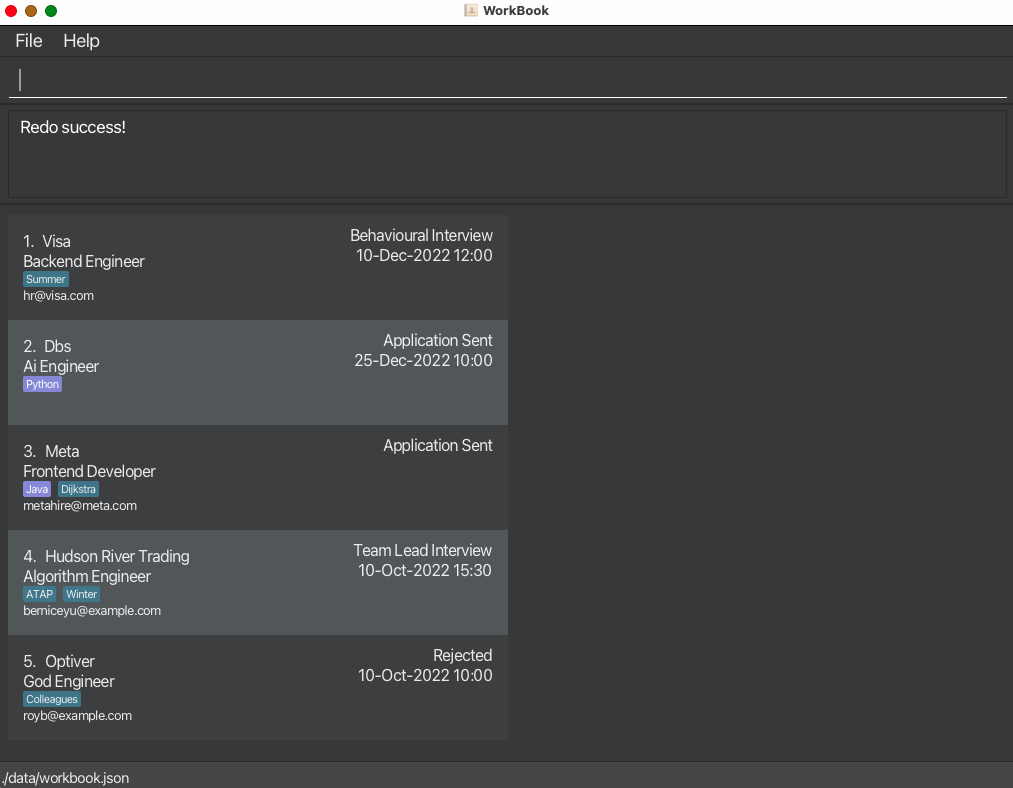 WorkBook
File Help
Redo success!
1. Visa Behavioural Interview
Backend Engineer 10-Dec-2022 12:00
Summer
hr@visa.com
2. Dbs Application Sent
Ai Engineer 25-Dec-2022 10:00
Python
3. Meta Application Sent
Frontend Developer
Java Dijkstra
metahire@meta.com
4. Hudson River Trading Team Lead Interview
Algorithm Engineer 10-Oct-2022 15:30
ATAP Winter
berniceyu@example.com
5. Optiver Rejected
God Engineer 10-Oct-2022 10:00
Colleagues
royb@example.com
./data/workbook.json